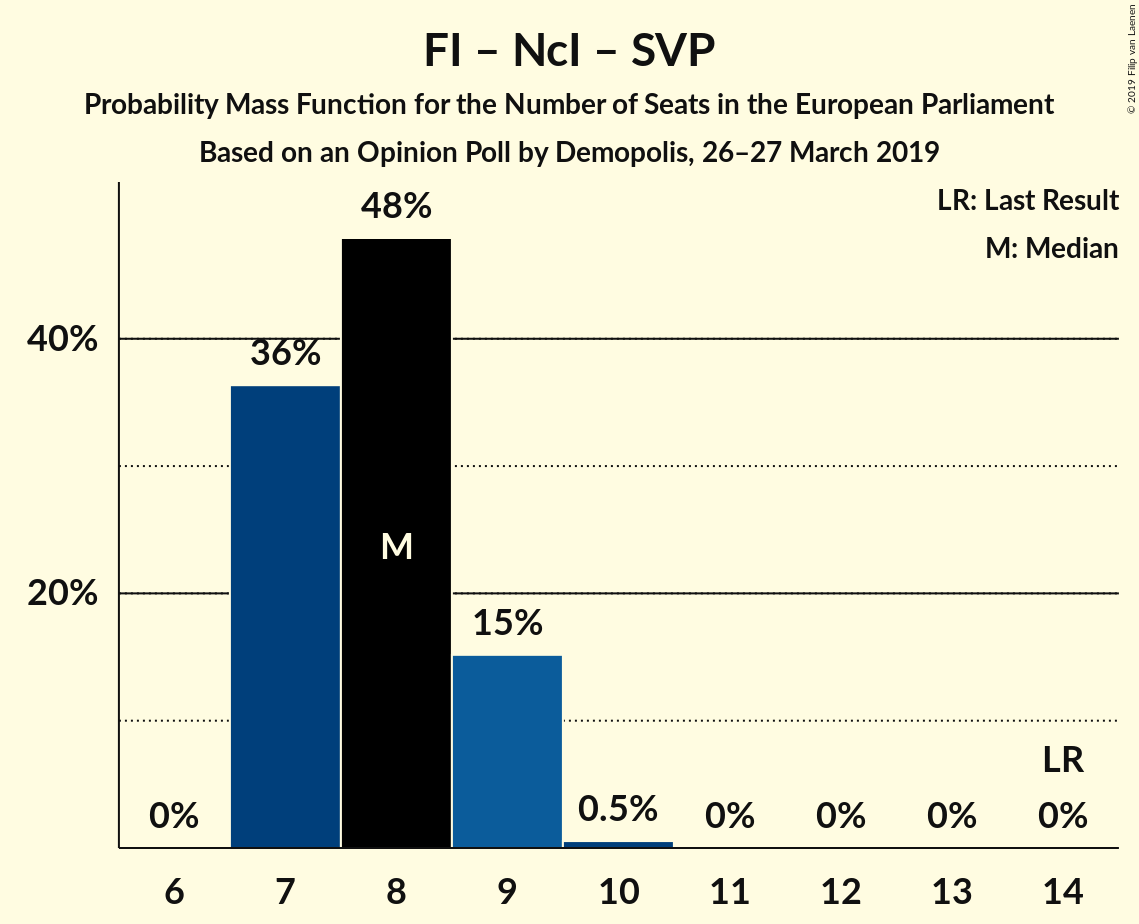 FI – NcI – SVP
Probability Mass Function for the Number of Seats in the European Parliament
Based on an Opinion Poll by Demopolis, 26–27 March 2019
© 2019 Filip van Laenen
LR: Last Result
M: Median
48%
40%
36%
M
20%
15%
LR
0%
0.5%
0%
0%
0%
0%
6
7
8
9
10
11
12
13
14